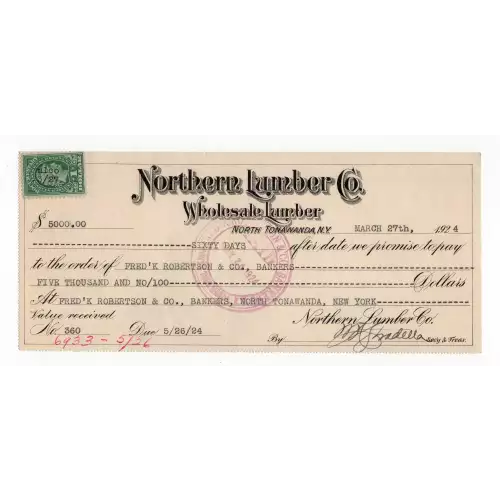 Northern Lumber Co.
Wholesale Lumber
$ 5000.00 NORTH TONAWANDA, N.Y. MARCH 27th, 1924
SIXTY DAYS after date we promise to pay
to the order of FRED'K ROBERTSON & CO., BANKERS
FIVE THOUSAND AND NO/100 Dollars
At FRED'K ROBERTSON & CO., BANKERS, NORTH TONAWANDA, NEW YORK
Value received Northern Lumber Co.
No. 360 Due 5/26/24
6933 - 5/26 By Secy & Treas.